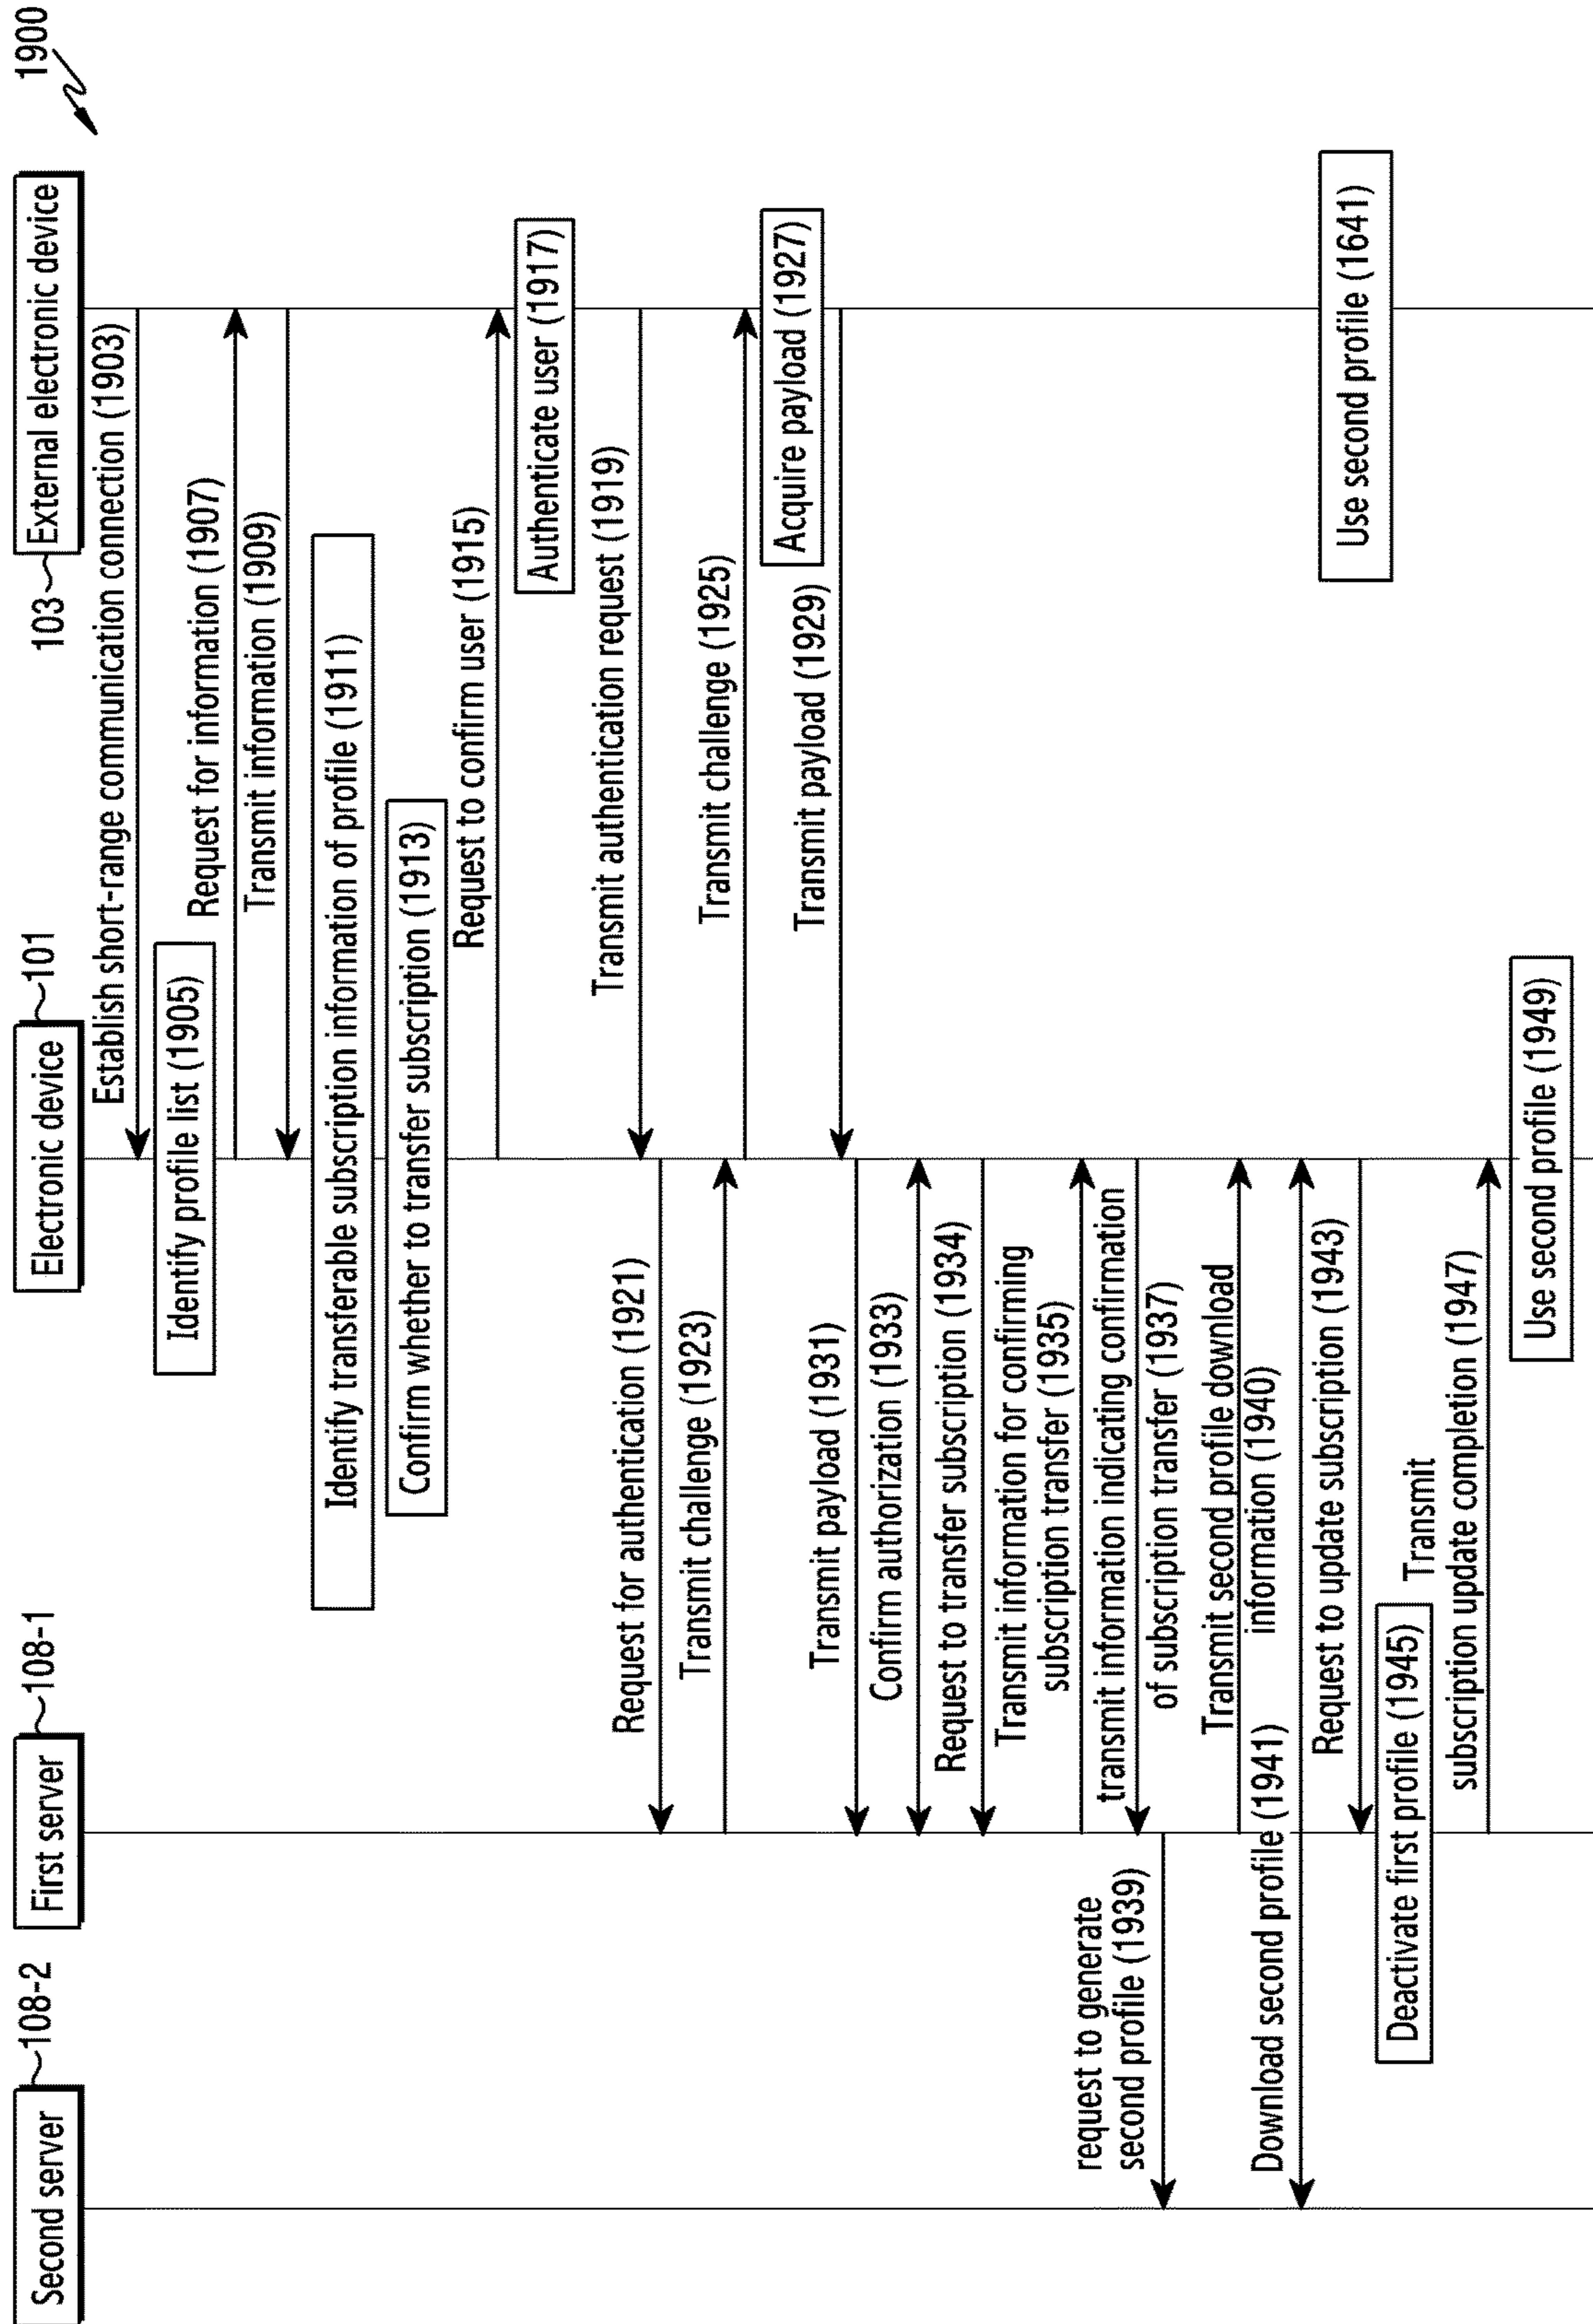 1900
Second server
108-2
First server
108-1
Electronic device
101
103
External electronic device
Establish short-range communication connection (1903)
Identify profile list (1905)
Request for information (1907)
Transmit information (1909)
Identify transferable subscription information of profile (1911)
Confirm whether to transfer subscription (1913)
Request to confirm user (1915)
Authenticate user (1917)
Transmit authentication request (1919)
Request for authentication (1921)
Transmit challenge (1923)
Transmit challenge (1925)
Acquire payload (1927)
Transmit payload (1929)
Transmit payload (1931)
Confirm authorization (1933)
Request to transfer subscription (1934)
Transmit information for confirming
subscription transfer (1935)
transmit information indicating confirmation
of subscription transfer (1937)
request to generate
second profile (1939)
Transmit second profile download
information (1940)
Download second profile (1941)
Use second profile (1641)
Request to update subscription (1943)
Deactivate first profile (1945)
Transmit
subscription update completion (1947)
Use second profile (1949)